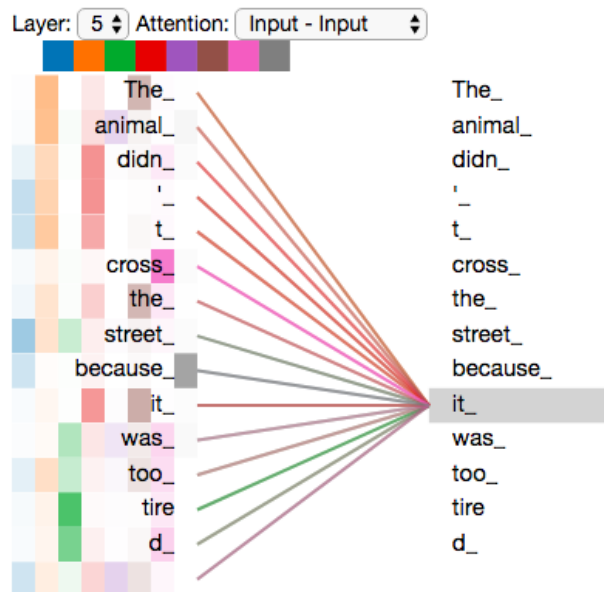 Layer: 5 Attention: Input - Input
The_ The_
animal_ animal_
didn_ didn_
'_ '_
t_ t_
cross_ cross_
the_ the_
street_ street_
because_ because_
it_ it_
was_ was_
too_ too_
tire tire
d_ d_